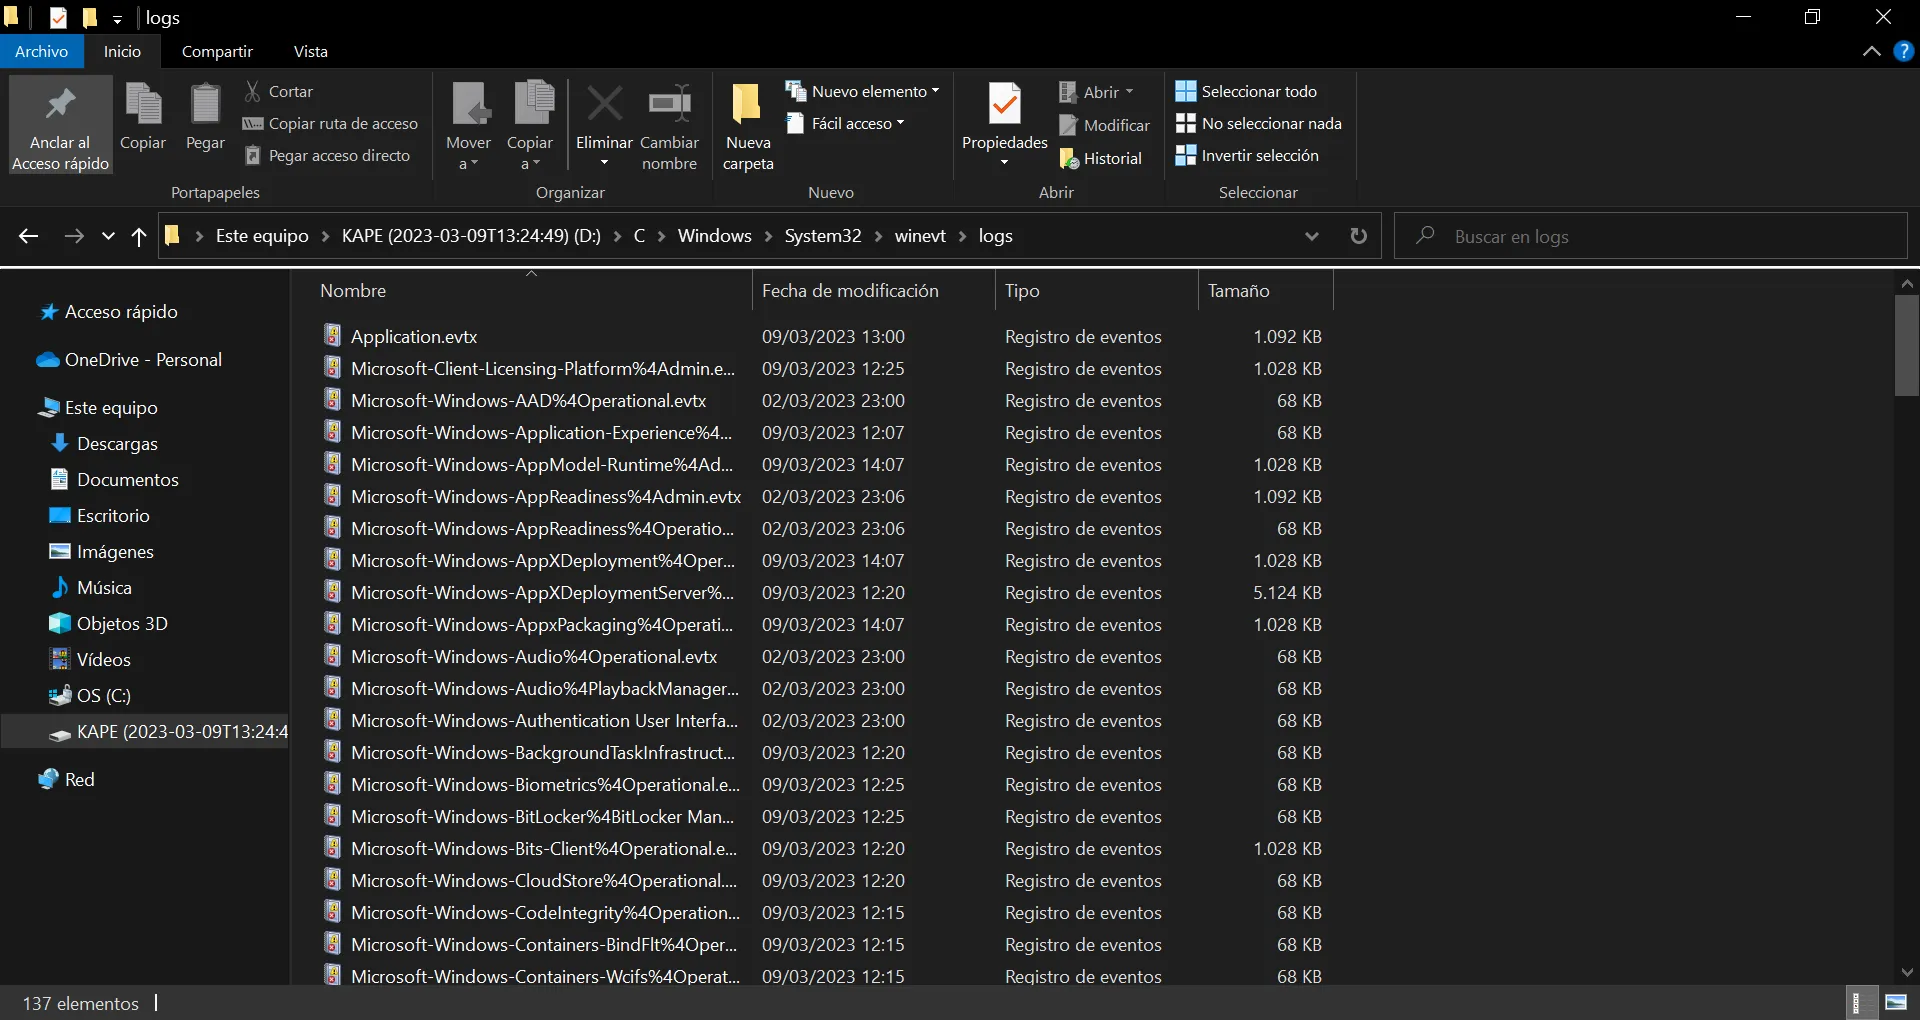 logs
Archivo Inicio Compartir Vista
Anclar al Acceso rápido
Copiar
Pegar
Cortar
Copiar ruta de acceso
Pegar acceso directo
Portapapeles
Mover a
Copiar a
Eliminar
Cambiar nombre
Organizar
Nueva carpeta
Nuevo elemento
Fácil acceso
Nuevo
Propiedades
Abrir
Modificar
Historial
Abrir
Seleccionar todo
No seleccionar nada
Invertir selección
Seleccionar
Este equipo > KAPE (2023-03-09T13:24:49) (D:) > C > Windows > System32 > winevt > logs
Buscar en logs
Acceso rápido
OneDrive - Personal
Este equipo
Descargas
Documentos
Escritorio
Imágenes
Música
Objetos 3D
Vídeos
OS (C:)
KAPE (2023-03-09T13:24:4
Red
Nombre Fecha de modificación Tipo Tamaño
Application.evtx 09/03/2023 13:00 Registro de eventos 1.092 KB
Microsoft-Client-Licensing-Platform%4Admin.e... 09/03/2023 12:25 Registro de eventos 1.028 KB
Microsoft-Windows-AAD%4Operational.evtx 02/03/2023 23:00 Registro de eventos 68 KB
Microsoft-Windows-Application-Experience%4... 09/03/2023 12:07 Registro de eventos 68 KB
Microsoft-Windows-AppModel-Runtime%4Ad... 09/03/2023 14:07 Registro de eventos 1.028 KB
Microsoft-Windows-AppReadiness%4Admin.evtx 02/03/2023 23:06 Registro de eventos 1.092 KB
Microsoft-Windows-AppReadiness%4Operatio... 02/03/2023 23:06 Registro de eventos 68 KB
Microsoft-Windows-AppXDeployment%4Oper... 09/03/2023 14:07 Registro de eventos 1.028 KB
Microsoft-Windows-AppXDeploymentServer%... 09/03/2023 12:20 Registro de eventos 5.124 KB
Microsoft-Windows-AppxPackaging%4Operati... 09/03/2023 14:07 Registro de eventos 1.028 KB
Microsoft-Windows-Audio%4Operational.evtx 02/03/2023 23:00 Registro de eventos 68 KB
Microsoft-Windows-Audio%4PlaybackManager... 02/03/2023 23:00 Registro de eventos 68 KB
Microsoft-Windows-Authentication User Interfa... 02/03/2023 23:00 Registro de eventos 68 KB
Microsoft-Windows-BackgroundTaskInfrastruct... 09/03/2023 12:20 Registro de eventos 68 KB
Microsoft-Windows-Biometrics%4Operational.e... 09/03/2023 12:25 Registro de eventos 68 KB
Microsoft-Windows-BitLocker%4BitLocker Man... 09/03/2023 12:25 Registro de eventos 68 KB
Microsoft-Windows-Bits-Client%4Operational.e... 09/03/2023 12:20 Registro de eventos 1.028 KB
Microsoft-Windows-CloudStore%4Operational.... 09/03/2023 12:20 Registro de eventos 68 KB
Microsoft-Windows-CodeIntegrity%4Operation... 09/03/2023 12:15 Registro de eventos 68 KB
Microsoft-Windows-Containers-BindFlt%4Oper... 09/03/2023 12:15 Registro de eventos 68 KB
Microsoft-Windows-Containers-Wcifs%4Operat... 09/03/2023 12:15 Registro de eventos 68 KB
137 elementos